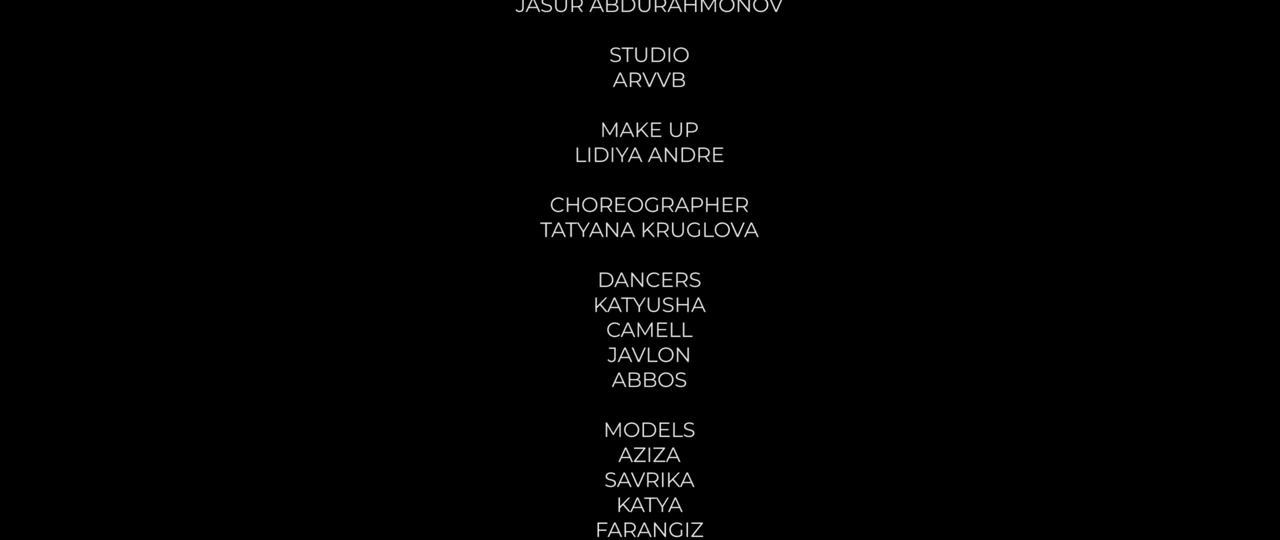 JASUR ABDURAHMONOV
STUDIO
ARVVB
MAKE UP
LIDIYA ANDRE
CHOREOGRAPHER
TATYANA KRUGLOVA
DANCERS
KATYUSHA
CAMELL
JAVLON
ABBOS
MODELS
AZIZA
SAVRIKA
KATYA
FARANGIZ